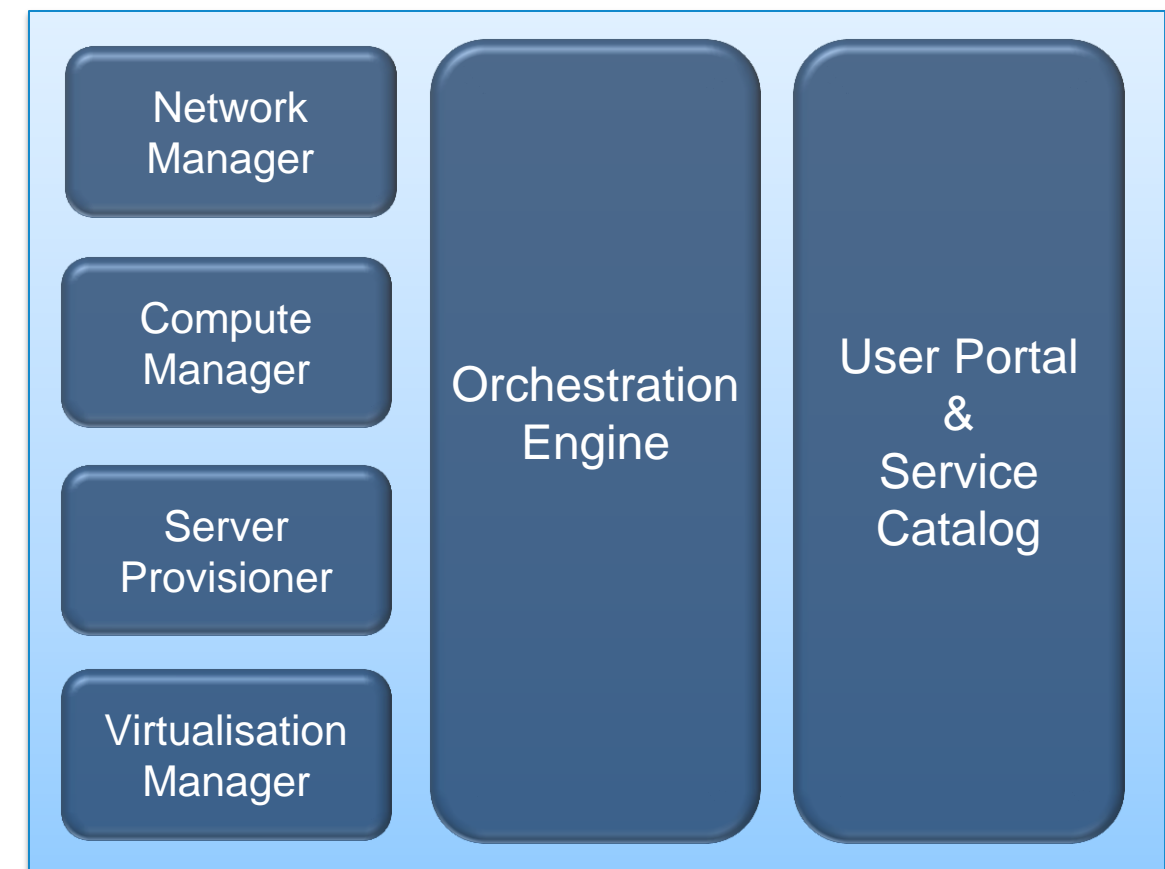 Network
Manager
Compute
Manager
Server
Provisioner
Virtualisation
Manager
Orchestration
Engine
User Portal
&
Service
Catalog